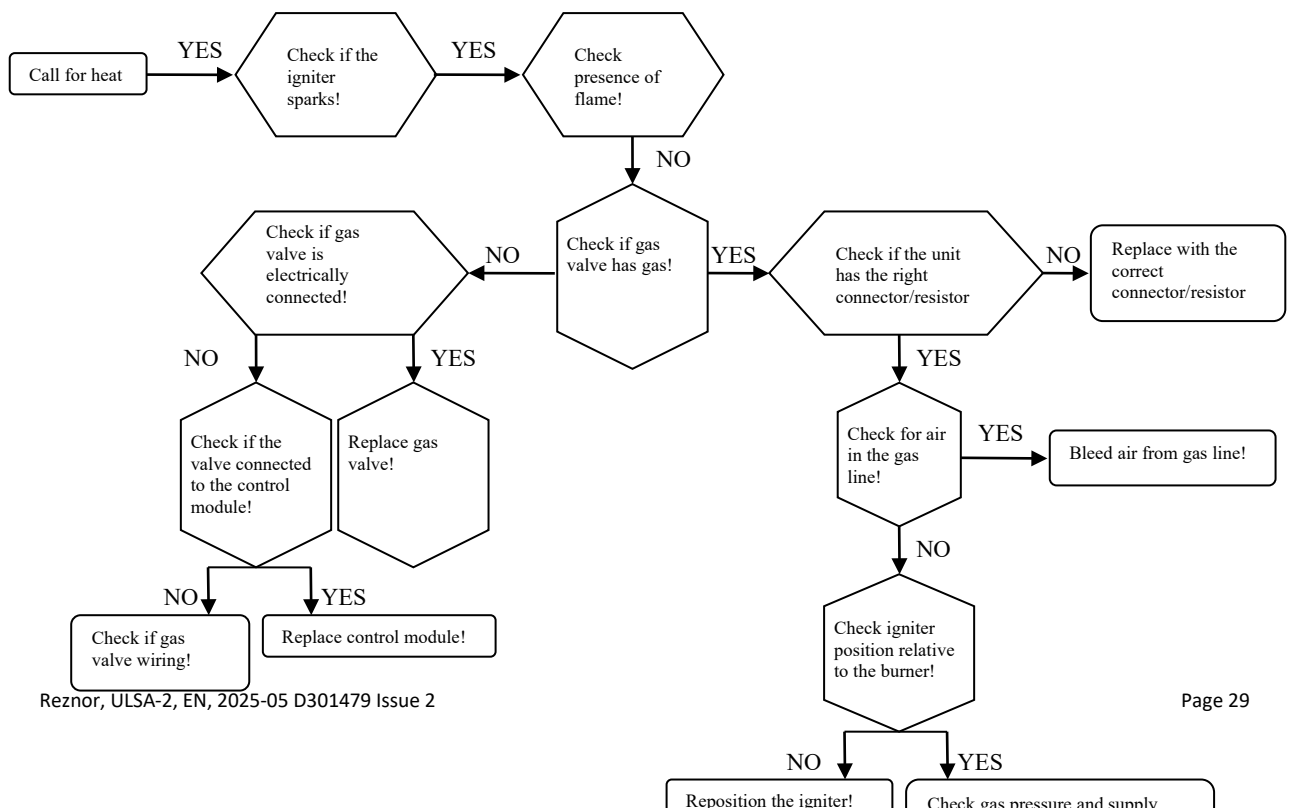 YES
YES
Call for heat
Check if the
igniter
sparks!
Check
presence of
flame!
NO
Check if gas
valve is
electrically
connected!
NO
Check if gas
valve has gas!
YES
Check if the unit
has the right
connector/resistor
NO
Replace with the
correct
connector/resistor
NO
YES
YES
Check if the
valve connected
to the control
module!
Replace gas
valve!
Check for air
in the gas
line!
YES
Bleed air from gas line!
NO
NO
YES
Check if gas
valve wiring!
Replace control module!
Check igniter
position relative
to the burner!
Reznor, ULSA-2, EN, 2025-05 D301479 Issue 2
Page 29
NO
YES
Reposition the igniter!
Check gas pressure and supply